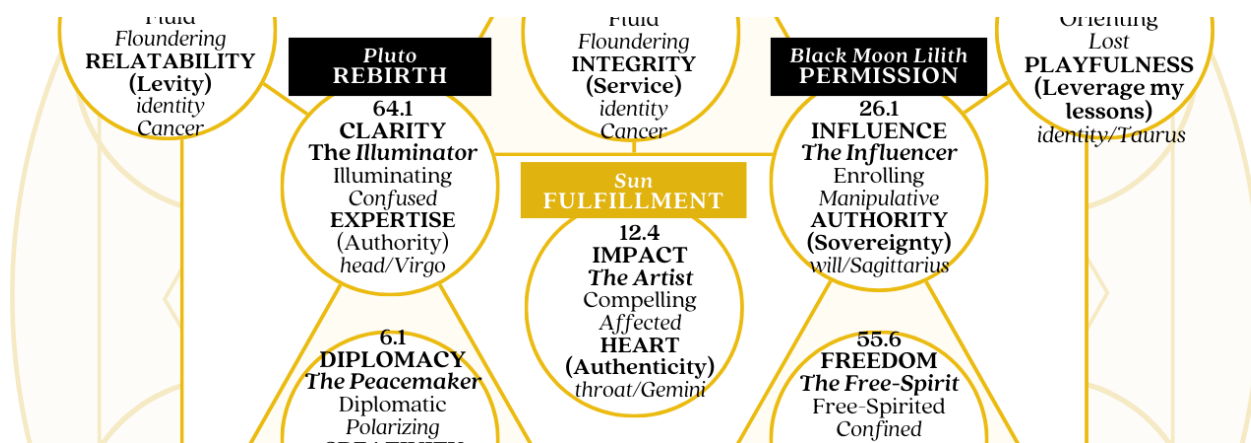 Fluid
Floundering
RELATABILITY
(Levity)
identity
Cancer
Pluto
REBIRTH
64.1
CLARITY
The Illuminator
Illuminating
Confused
EXPERTISE
(Authority)
head/Virgo
Fluid
Floundering
INTEGRITY
(Service)
identity
Cancer
Sun
FULFILLMENT
12.4
IMPACT
The Artist
Compelling
Affected
HEART
(Authenticity)
throat/Gemini
Black Moon Lilith
PERMISSION
26.1
INFLUENCE
The Influencer
Enrolling
Manipulative
AUTHORITY
(Sovereignty)
will/Sagittarius
Orienting
Lost
PLAYFULNESS
(Leverage my
lessons)
identity/Taurus
6.1
DIPLOMACY
The Peacemaker
Diplomatic
Polarizing
55.6
FREEDOM
The Free-Spirit
Free-Spirited
Confined